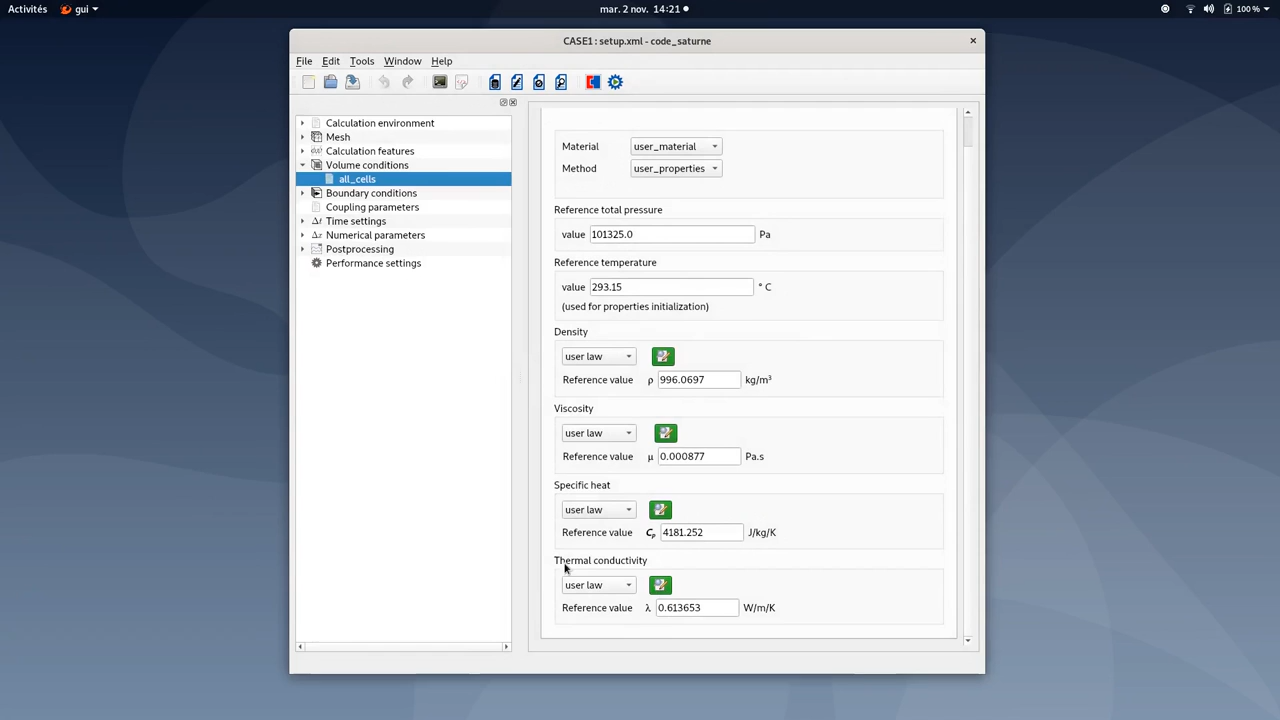 Activités gui mar. 2 nov. 14:21 100 %
CASE1 : setup.xml - code_saturne
File Edit Tools Window Help
Calculation environment
Mesh
Calculation features
Volume conditions
all_cells
Boundary conditions
Coupling parameters
Δt Time settings
Δx Numerical parameters
Postprocessing
Performance settings
Material user_material
Method user_properties
Reference total pressure
value 101325.0 Pa
Reference temperature
value 293.15 ° C
(used for properties initialization)
Density
user law
Reference value ρ 996.0697 kg/m³
Viscosity
user law
Reference value μ 0.000877 Pa.s
Specific heat
user law
Reference value Cp 4181.252 J/kg/K
Thermal conductivity
user law
Reference value λ 0.613653 W/m/K